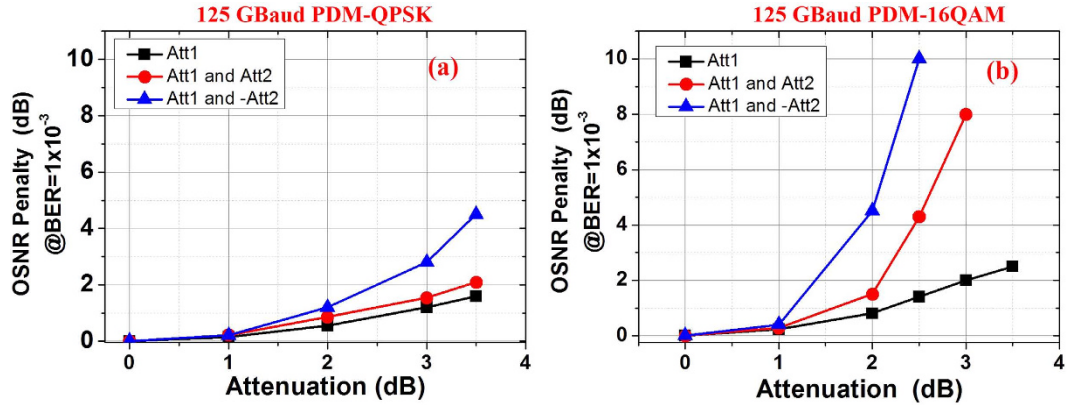 125 GBaud PDM-QPSK
OSNR Penalty (dB)
@BER=1x10⁻³
10
8
6
4
2
0
Att1
Att1 and Att2
Att1 and -Att2
(a)
0
1
2
3
4
Attenuation (dB)
125 GBaud PDM-16QAM
OSNR Penalty (dB)
@BER=1x10⁻³
10
8
6
4
2
0
Att1
Att1 and Att2
Att1 and -Att2
(b)
0
1
2
3
4
Attenuation (dB)